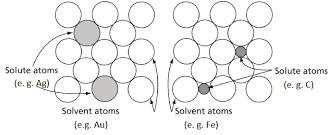 Solute atoms
(e. g. Ag)
Solvent atoms
(e.g. Au)
Solvent atoms
(e.g. Fe)
Solute atoms
(e. g. C)